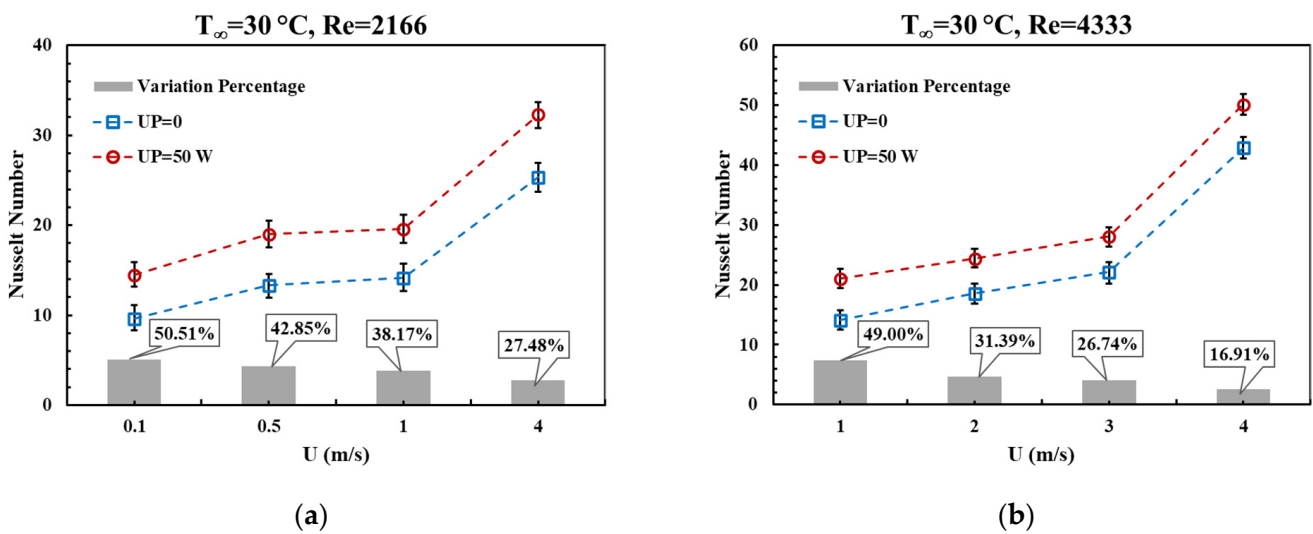 T∞=30 °C, Re=2166
40
30
20
10
0
Nusselt Number
Variation Percentage
UP=0
UP=50 W
50.51%
42.85%
38.17%
27.48%
0.1
0.5
1
4
U (m/s)
(a)
T∞=30 °C, Re=4333
60
50
40
30
20
10
0
Nusselt Number
Variation Percentage
UP=0
UP=50 W
49.00%
31.39%
26.74%
16.91%
1
2
3
4
U (m/s)
(b)